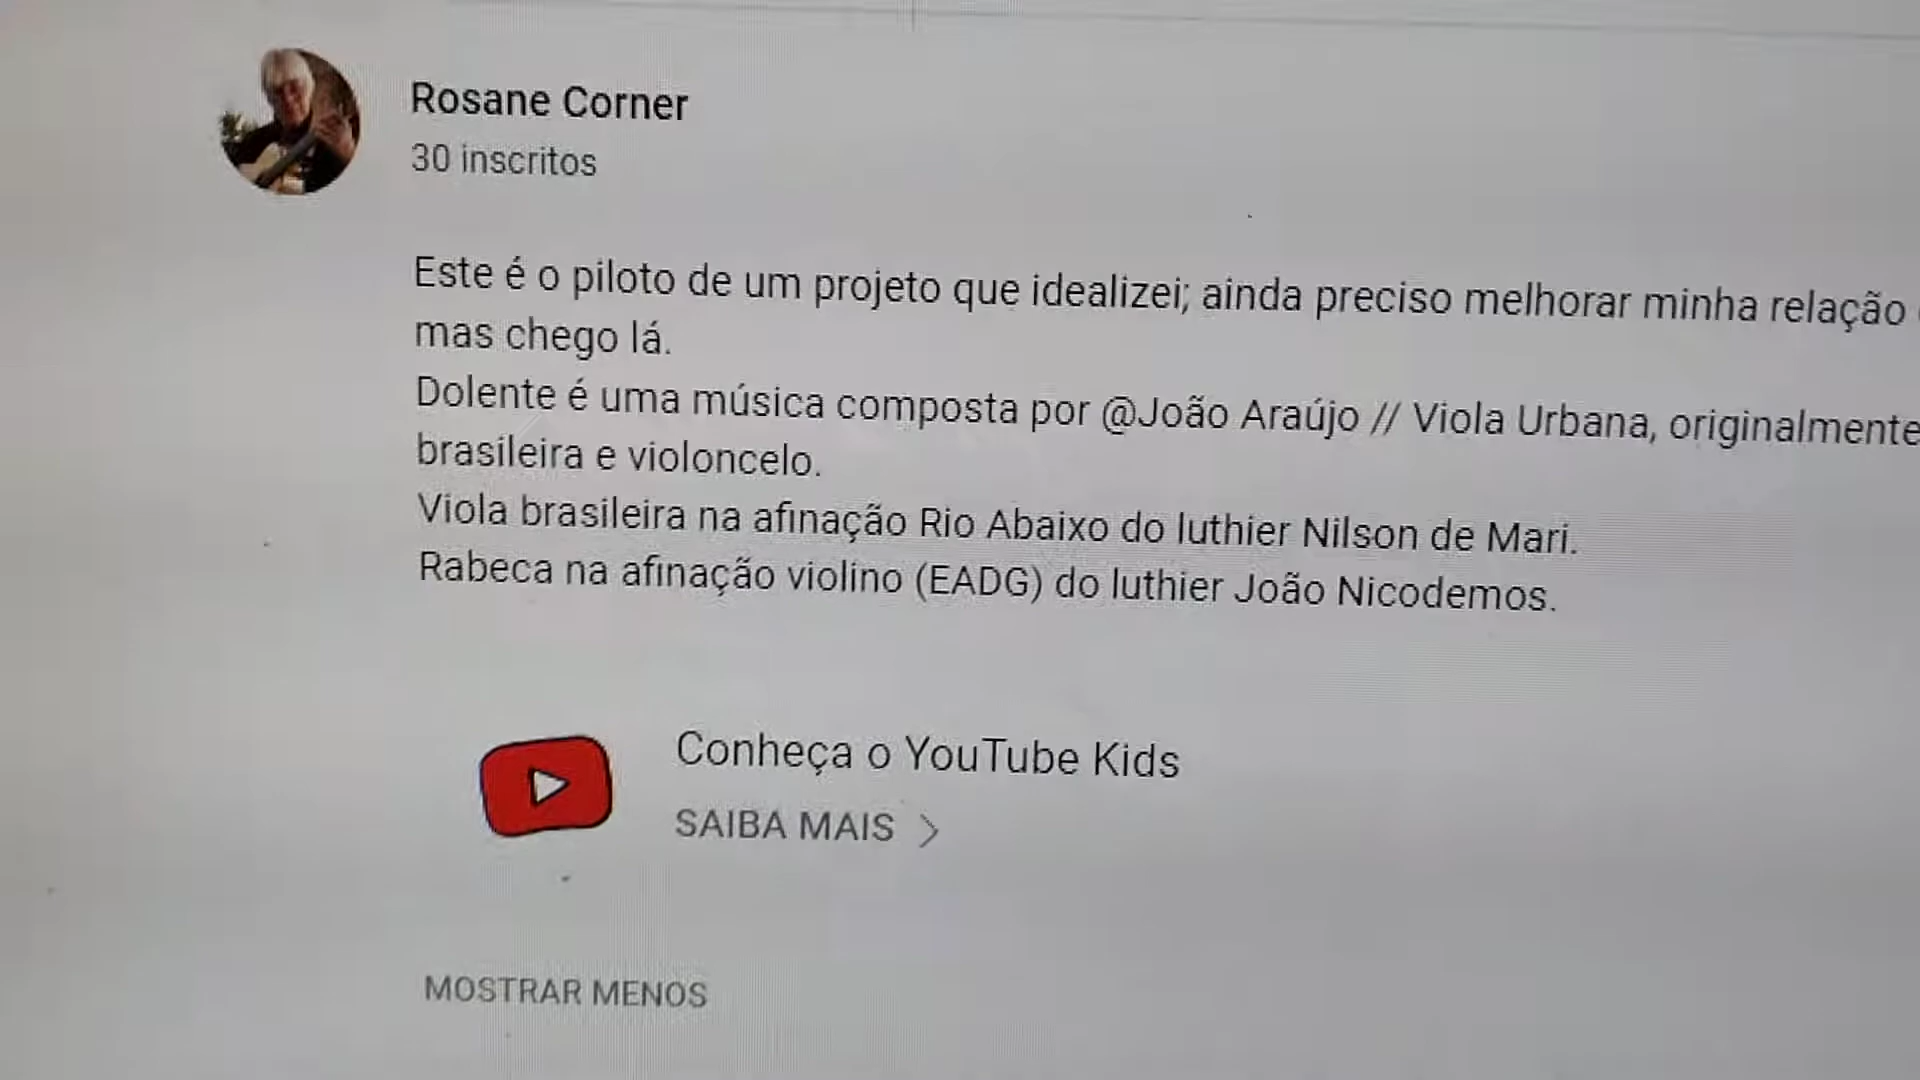 Rosane Corner
30 inscritos
Este é o piloto de um projeto que idealizei; ainda preciso melhorar minha relação
mas chego lá.
Dolente é uma música composta por @João Araújo // Viola Urbana, originalmente
brasileira e violoncelo.
Viola brasileira na afinação Rio Abaixo do luthier Nilson de Mari.
Rabeca na afinação violino (EADG) do luthier João Nicodemos.
Conheça o YouTube Kids
SAIBA MAIS
MOSTRAR MENOS